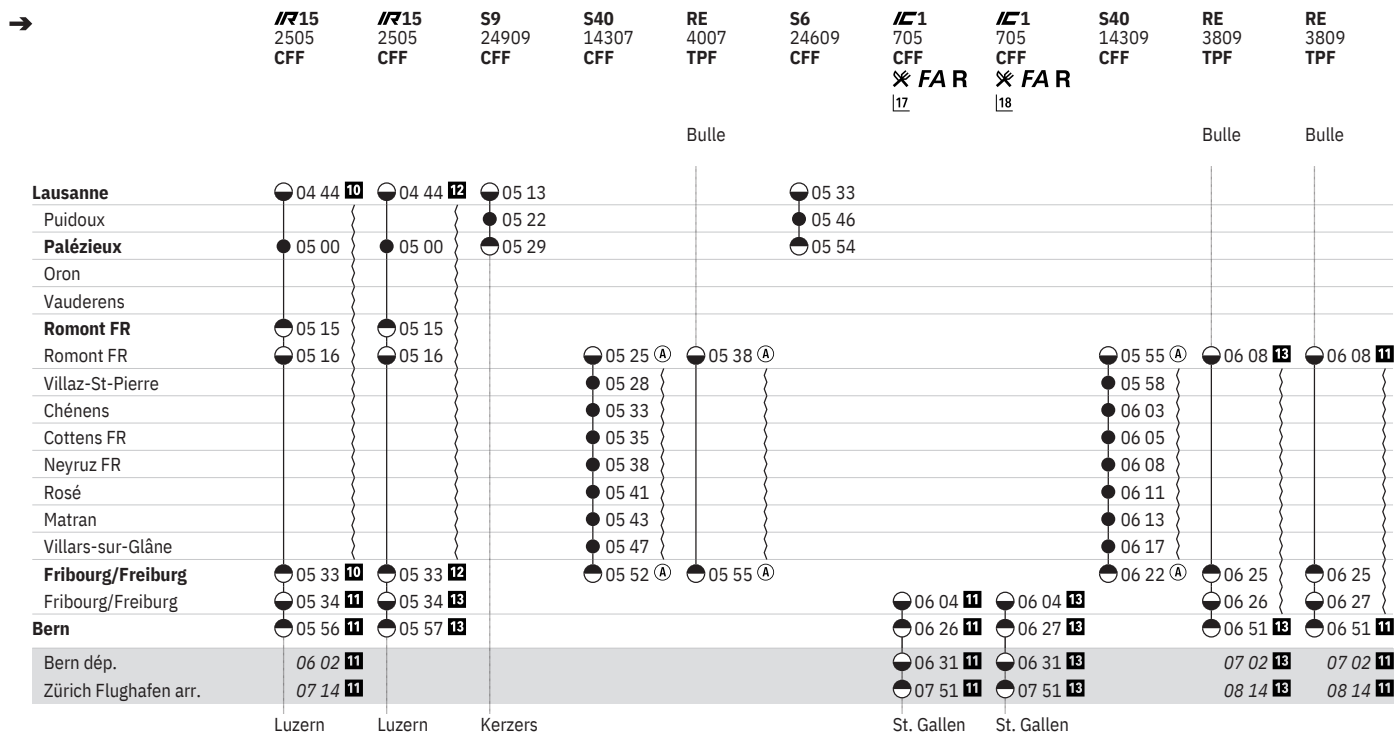 ➔ IR15 IR15 S9 S40 RE S6 IC1 IC1 S40 RE RE
2505 2505 24909 14307 4007 24609 705 705 14309 3809 3809
CFF CFF CFF CFF TPF CFF CFF CFF CFF TPF TPF
FA R FA R
17 18
Bulle Bulle Bulle
Lausanne 04 44 10 04 44 12 05 13 05 33
Puidoux 05 22 05 46
Palézieux 05 00 05 00 05 29 05 54
Oron
Vauderens
Romont FR 05 15 05 15
Romont FR 05 16 05 16 05 25 A 05 38 A 05 55 A 06 08 13 06 08 11
Villaz-St-Pierre 05 28 05 58
Chénens 05 33 06 03
Cottens FR 05 35 06 05
Neyruz FR 05 38 06 08
Rosé 05 41 06 11
Matran 05 43 06 13
Villars-sur-Glâne 05 47 06 17
Fribourg/Freiburg 05 33 10 05 33 12 05 52 A 05 55 A 06 22 A 06 25 06 25
Fribourg/Freiburg 05 34 11 05 34 13 06 04 11 06 04 13 06 26 06 27
Bern 05 56 11 05 57 13 06 26 11 06 27 13 06 51 13 06 51 11
Bern dép. 06 02 11 06 31 11 06 31 13 07 02 13 07 02 11
Zürich Flughafen arr. 07 14 11 07 51 11 07 51 13 08 14 13 08 14 11
Luzern Luzern Kerzers St. Gallen St. Gallen